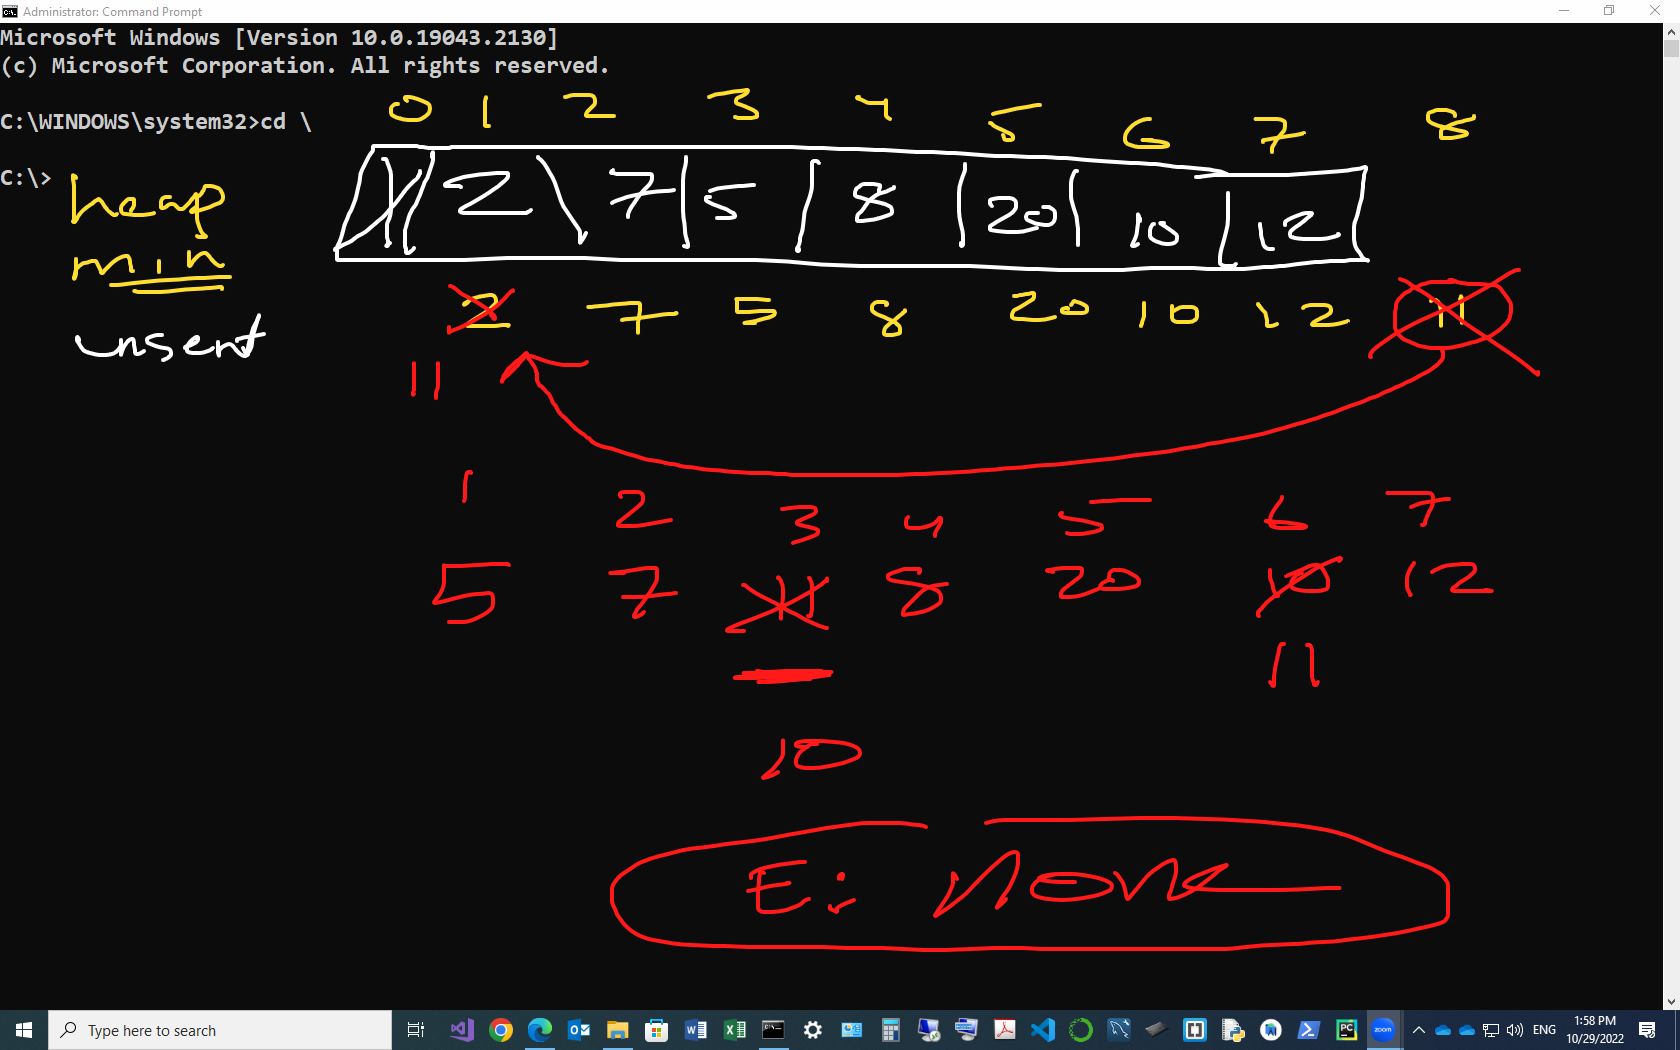 Administrator: Command Prompt
Microsoft Windows [Version 10.0.19043.2130]
(c) Microsoft Corporation. All rights reserved.
0 1 2 3 4 5 6 7 8
C:\WINDOWS\system32>cd \
C:\>
heap
2 7 5 8 20 10 12
min
2 7 5 8 20 10 12 11
insert
11
1 2 3 4 5 6 7
5 7 11 8 20 10 12
11
10
E: none
Type here to search
ENG
1:58 PM
10/29/2022